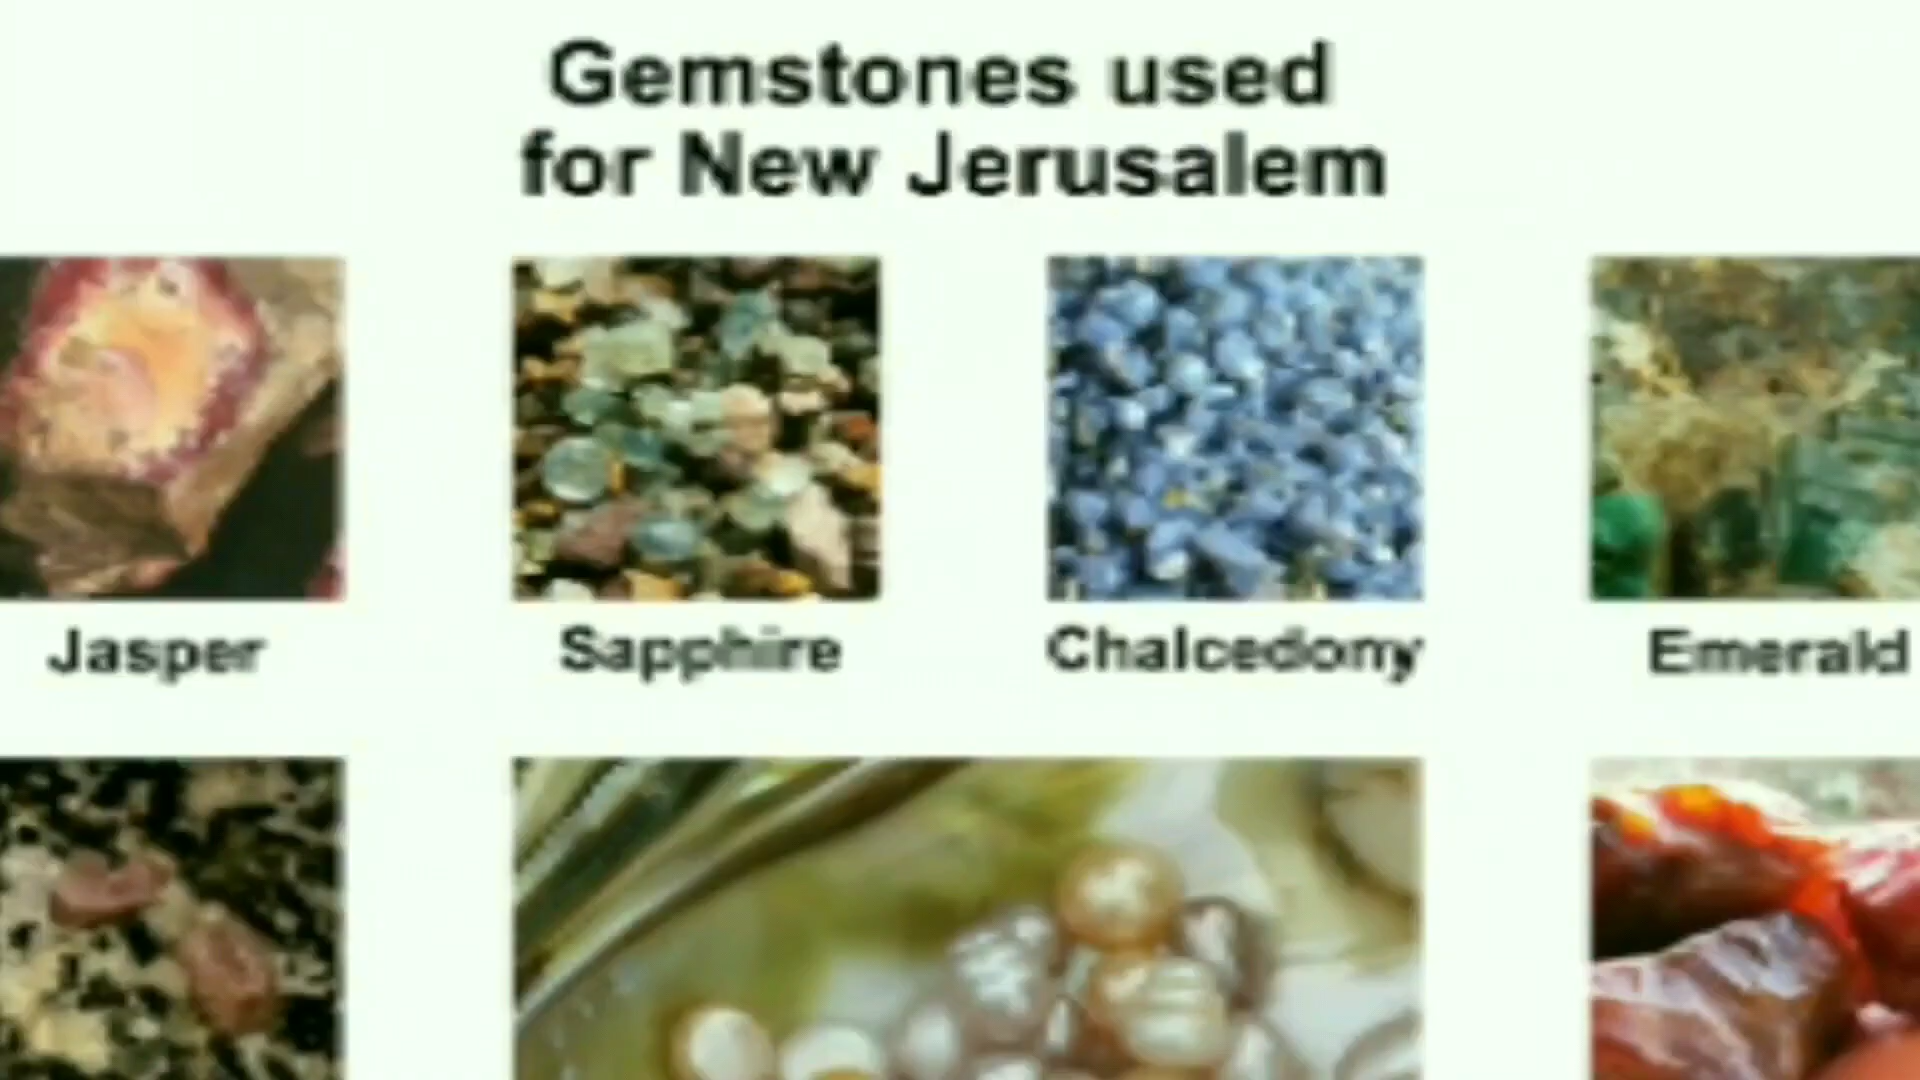 Gemstones used
for New Jerusalem
Jasper
Sapphire
Chalcedony
Emerald